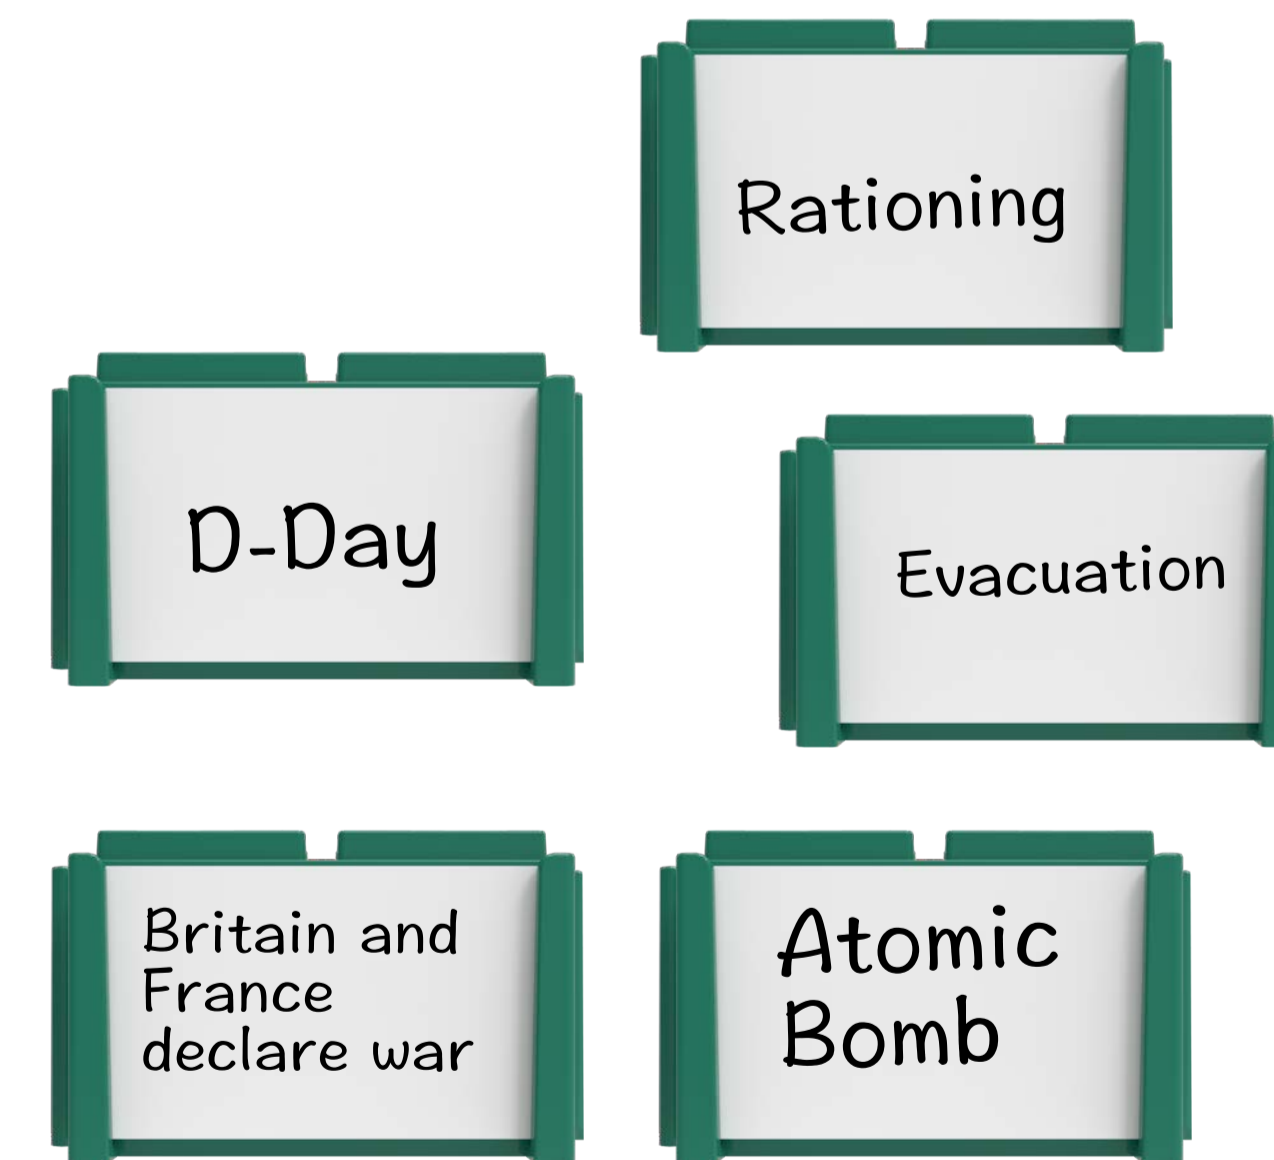 Rationing
D-Day
Evacuation
Britain and
France
declare war
Atomic
Bomb